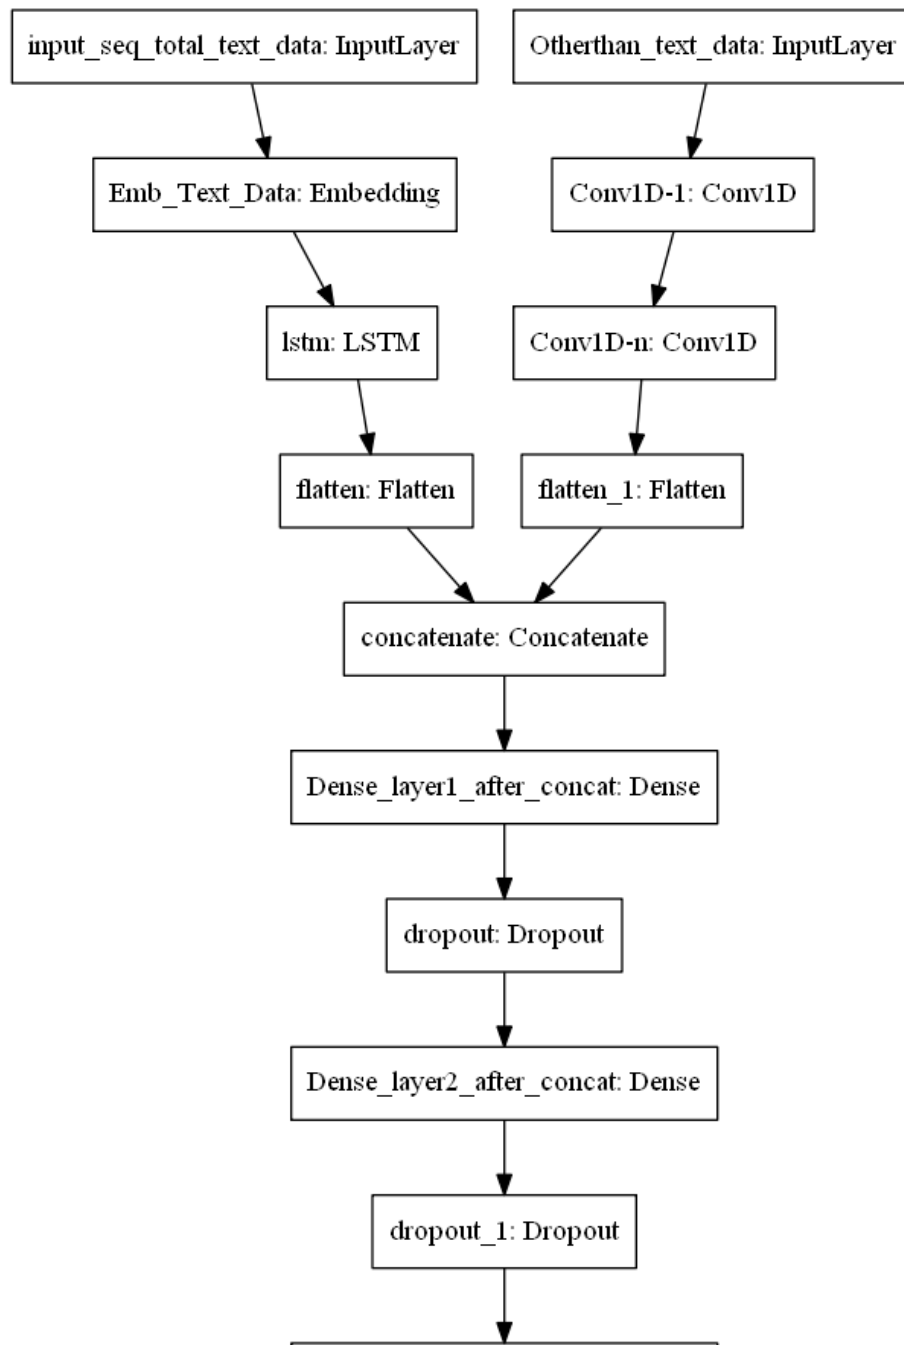 input_seq_total_text_data: InputLayer
Otherthan_text_data: InputLayer
Emb_Text_Data: Embedding
Conv1D-1: Conv1D
lstm: LSTM
Conv1D-n: Conv1D
flatten: Flatten
flatten_1: Flatten
concatenate: Concatenate
Dense_layer1_after_concat: Dense
dropout: Dropout
Dense_layer2_after_concat: Dense
dropout_1: Dropout